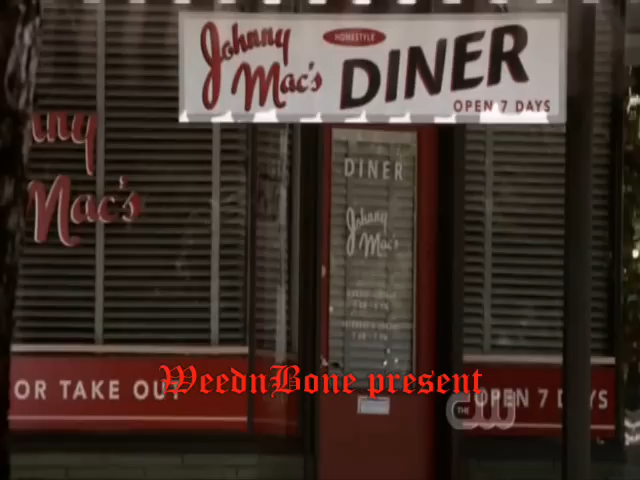 Johnny
Mac's
HOMESTYLE
DINER
OPEN 7 DAYS
DINER
Johnny
Mac's
Mac's
OR TAKE OUT
WeednBone present
OPEN 7 DAYS
THE CW